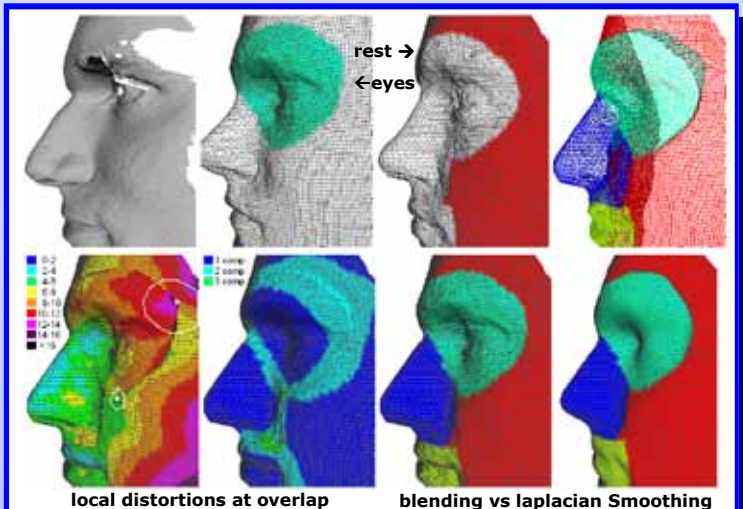 rest →
←eyes
0-2
2-4
4-6
6-8
8-10
10-12
12-14
14-16
>16
1 comp
2 comp
3 comp
local distortions at overlap
blending vs laplacian Smoothing